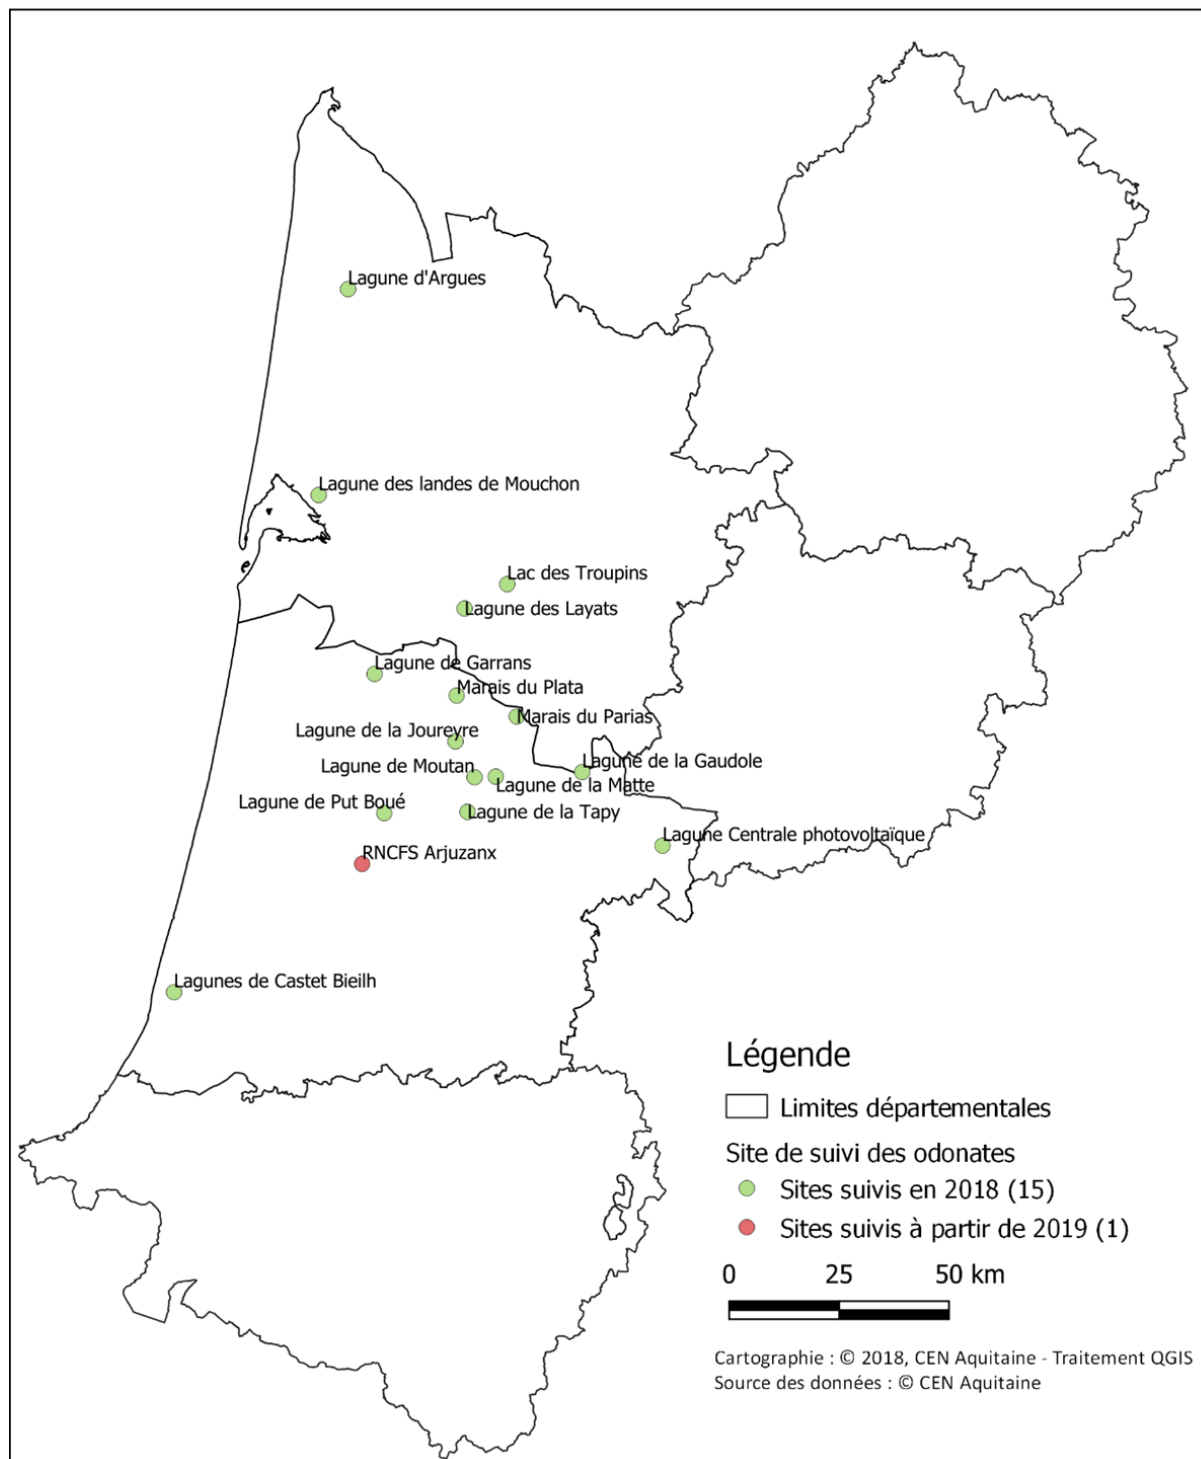 Lagune d'Argues
Lagune des landes de Mouchon
Lac des Troupins
Lagune des Layats
Lagune de Garrans
Marais du Plata
Marais du Parias
Lagune de la Joureyre
Lagune de la Gaudole
Lagune de Moutan
Lagune de la Matte
Lagune de Put Boué
Lagune de la Tapy
Lagune Centrale photovoltaïque
RNCFS Arjuzanx
Lagunes de Castet Bieilh
Légende
Limites départementales
Site de suivi des odonates
Sites suivis en 2018 (15)
Sites suivis à partir de 2019 (1)
0 25 50 km
Cartographie : © 2018, CEN Aquitaine - Traitement QGIS
Source des données : © CEN Aquitaine